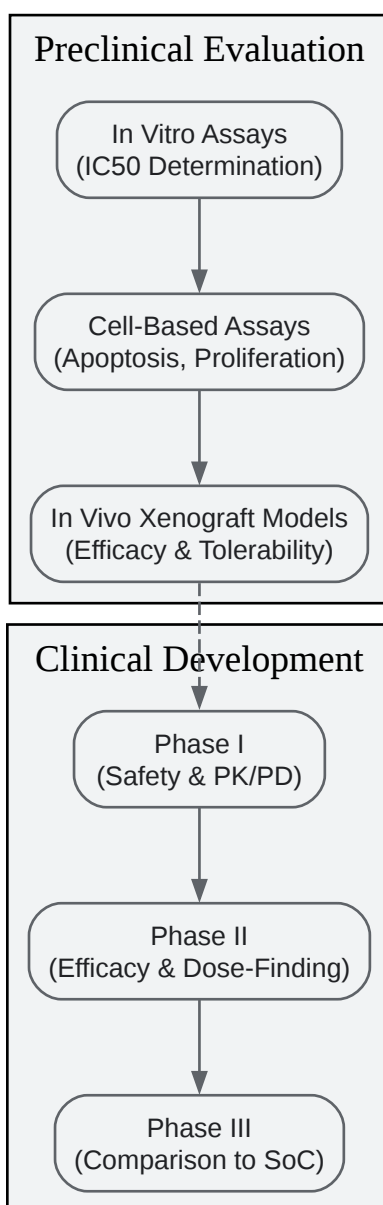 Preclinical Evaluation
In Vitro Assays
(IC50 Determination)
Cell-Based Assays
(Apoptosis, Proliferation)
In Vivo Xenograft Models
(Efficacy & Tolerability)
Clinical Development
Phase I
(Safety & PK/PD)
Phase II
(Efficacy & Dose-Finding)
Phase III
(Comparison to SoC)